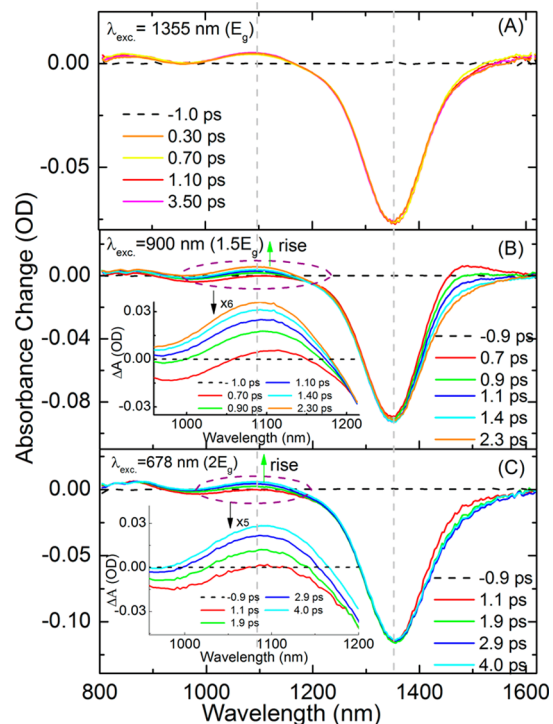 λexc.= 1355 nm (Eg)
(A)
0.00
-1.0 ps
0.30 ps
0.70 ps
1.10 ps
3.50 ps
-0.05
λexc.=900 nm (1.5Eg)
rise
(B)
0.00
X6
0.03
0.00
-0.03
ΔA (OD)
1.0 ps
1.10 ps
0.70 ps
1.40 ps
0.90 ps
2.30 ps
1000
1100
1200
Wavelength (nm)
-0.04
-0.08
-0.9 ps
0.7 ps
0.9 ps
1.1 ps
1.4 ps
2.3 ps
Absorbance Change (OD)
λexc.=678 nm (2Eg)
rise
(C)
0.00
X5
0.03
0.00
-0.03
ΔA (OD)
-0.9 ps
2.9 ps
1.1 ps
4.0 ps
1.9 ps
1000
1100
1200
Wavelength (nm)
-0.05
-0.10
-0.9 ps
1.1 ps
1.9 ps
2.9 ps
4.0 ps
800
1000
1200
1400
1600
Wavelength (nm)